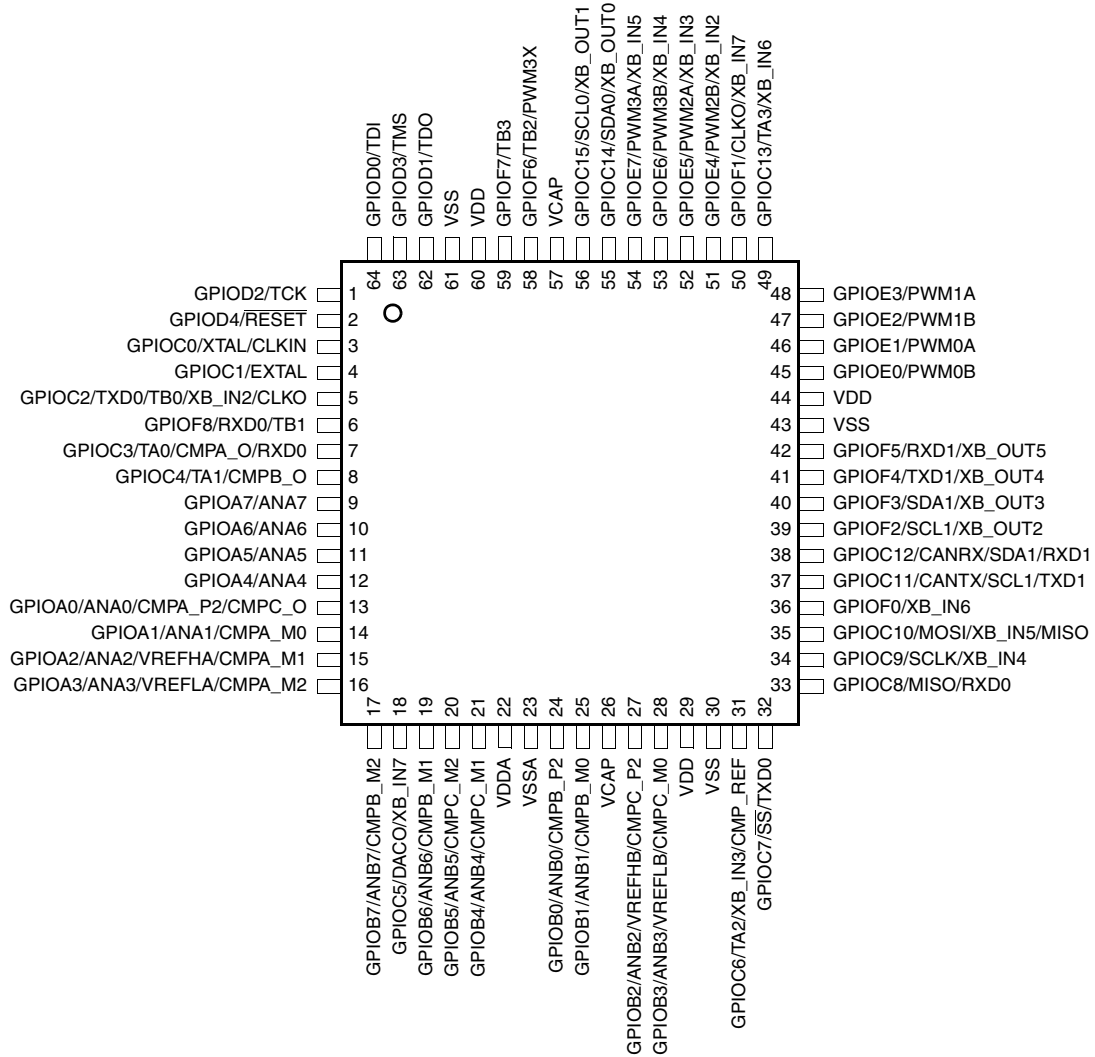 GPIOD0/TDI
GPIOD3/TMS
GPIOD1/TDO
VSS
VDD
GPIOF7/TB3
GPIOF6/TB2/PWM3X
VCAP
GPIOC15/SCL0/XB_OUT1
GPIOC14/SDA0/XB_OUT0
GPIOE7/PWM3A/XB_IN5
GPIOE6/PWM3B/XB_IN4
GPIOE5/PWM2A/XB_IN3
GPIOE4/PWM2B/XB_IN2
GPIOF1/CLKO/XB_IN7
GPIOC13/TA3/XB_IN6
64 63 62 61 60 59 58 57 56 55 54 53 52 51 50 49
GPIOD2/TCK 1 48 GPIOE3/PWM1A
GPIOD4/RESET 2 47 GPIOE2/PWM1B
GPIOC0/XTAL/CLKIN 3 46 GPIOE1/PWM0A
GPIOC1/EXTAL 4 45 GPIOE0/PWM0B
GPIOC2/TXD0/TB0/XB_IN2/CLKO 5 44 VDD
GPIOF8/RXD0/TB1 6 43 VSS
GPIOC3/TA0/CMPA_O/RXD0 7 42 GPIOF5/RXD1/XB_OUT5
GPIOC4/TA1/CMPB_O 8 41 GPIOF4/TXD1/XB_OUT4
GPIOA7/ANA7 9 40 GPIOF3/SDA1/XB_OUT3
GPIOA6/ANA6 10 39 GPIOF2/SCL1/XB_OUT2
GPIOA5/ANA5 11 38 GPIOC12/CANRX/SDA1/RXD1
GPIOA4/ANA4 12 37 GPIOC11/CANTX/SCL1/TXD1
GPIOA0/ANA0/CMPA_P2/CMPC_O 13 36 GPIOF0/XB_IN6
GPIOA1/ANA1/CMPA_M0 14 35 GPIOC10/MOSI/XB_IN5/MISO
GPIOA2/ANA2/VREFHA/CMPA_M1 15 34 GPIOC9/SCLK/XB_IN4
GPIOA3/ANA3/VREFLA/CMPA_M2 16 33 GPIOC8/MISO/RXD0
17 18 19 20 21 22 23 24 25 26 27 28 29 30 31 32
GPIOB7/ANB7/CMPB_M2
GPIOC5/DACO/XB_IN7
GPIOB6/ANB6/CMPB_M1
GPIOB5/ANB5/CMPC_M2
GPIOB4/ANB4/CMPC_M1
VDDA
VSSA
GPIOB0/ANB0/CMPB_P2
GPIOB1/ANB1/CMPB_M0
VCAP
GPIOB2/ANB2/VREFHB/CMPC_P2
GPIOB3/ANB3/VREFLB/CMPC_M0
VDD
VSS
GPIOC6/TA2/XB_IN3/CMP_REF
GPIOC7/SS/TXD0